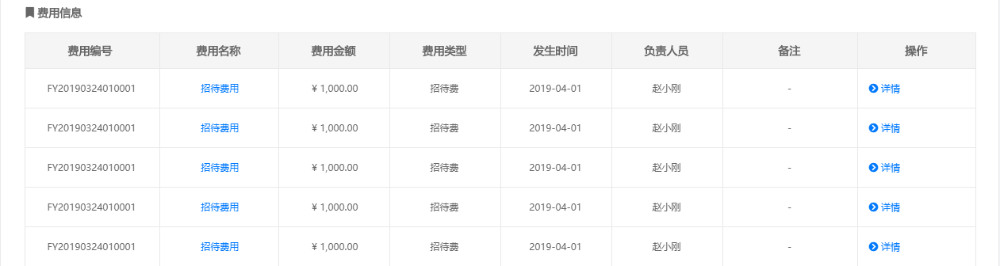 费用信息
费用编号 费用名称 费用金额 费用类型 发生时间 负责人员 备注 操作
FY20190324010001 招待费用 ¥ 1,000.00 招待费 2019-04-01 赵小刚 - 详情
FY20190324010001 招待费用 ¥ 1,000.00 招待费 2019-04-01 赵小刚 - 详情
FY20190324010001 招待费用 ¥ 1,000.00 招待费 2019-04-01 赵小刚 - 详情
FY20190324010001 招待费用 ¥ 1,000.00 招待费 2019-04-01 赵小刚 - 详情
FY20190324010001 招待费用 ¥ 1,000.00 招待费 2019-04-01 赵小刚 - 详情